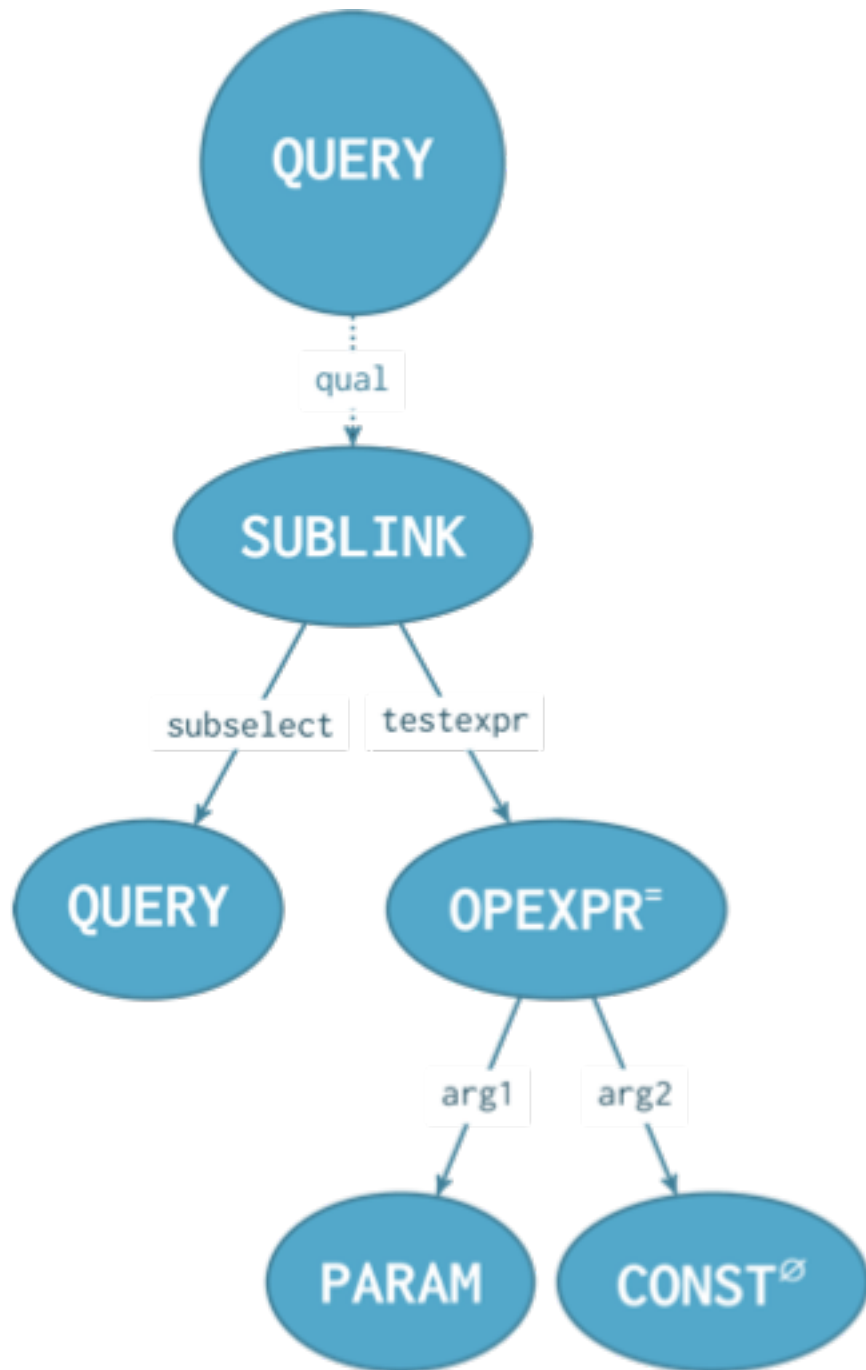 QUERY
qual
SUBLINK
subselect testexpr
QUERY OPEXPR=
arg1 arg2
PARAM CONST∅